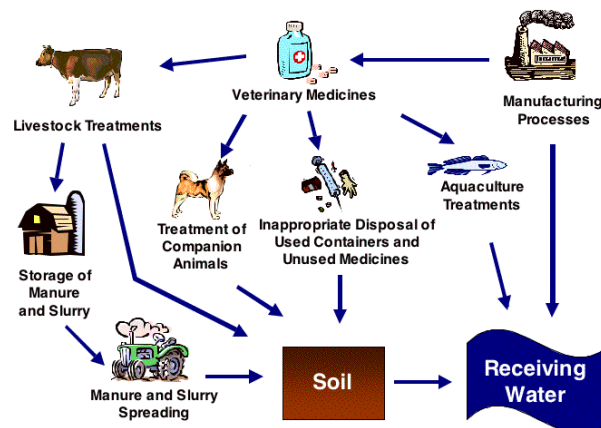 Veterinary Medicines
Manufacturing
Processes
Livestock Treatments
Treatment of
Companion
Animals
Inappropriate Disposal of
Used Containers and
Unused Medicines
Aquaculture
Treatments
Storage of
Manure
and Slurry
Manure and Slurry
Spreading
Soil
Receiving
Water